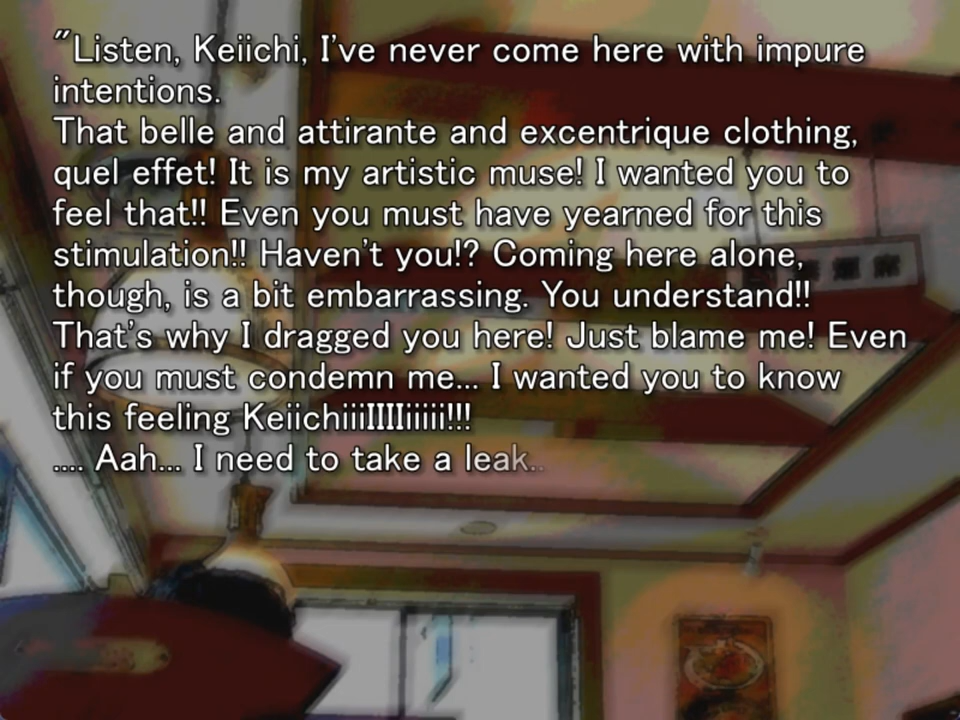 "Listen, Keiichi, I've never come here with impure
intentions.
That belle and attirante and excentrique clothing,
quel effet! It is my artistic muse! I wanted you to
feel that!! Even you must have yearned for this
stimulation!! Haven't you!? Coming here alone,
though, is a bit embarrassing. You understand!!
That's why I dragged you here! Just blame me! Even
if you must condemn me... I wanted you to know
this feeling KeiichiiiiIIIIiiiii!!!
.... Aah... I need to take a leak..